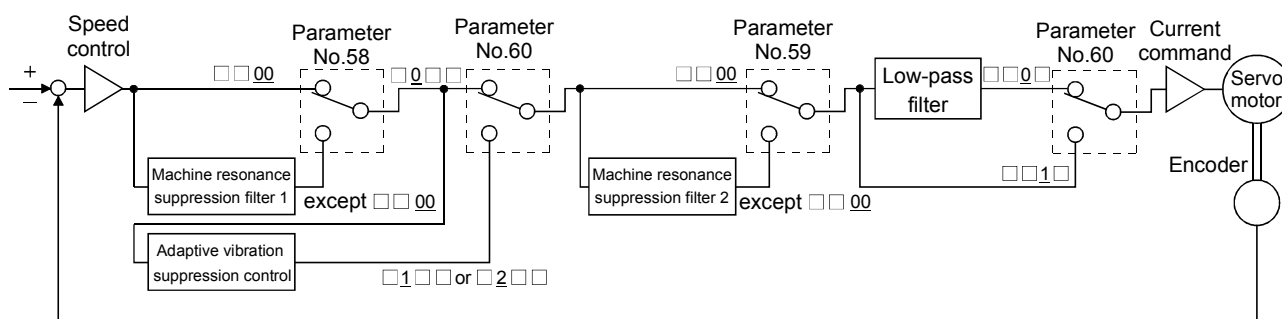 Speed
control
Parameter
No.58
Parameter
No.60
Parameter
No.59
Parameter
No.60
Current
command
+
−
□□00
□0□□
□□00
Low-pass
filter
□□0□
Servo
motor
Machine resonance
suppression filter 1
except □□00
Machine resonance
suppression filter 2
except □□00
□□1□
Encoder
Adaptive vibration
suppression control
□1□□ or □2□□